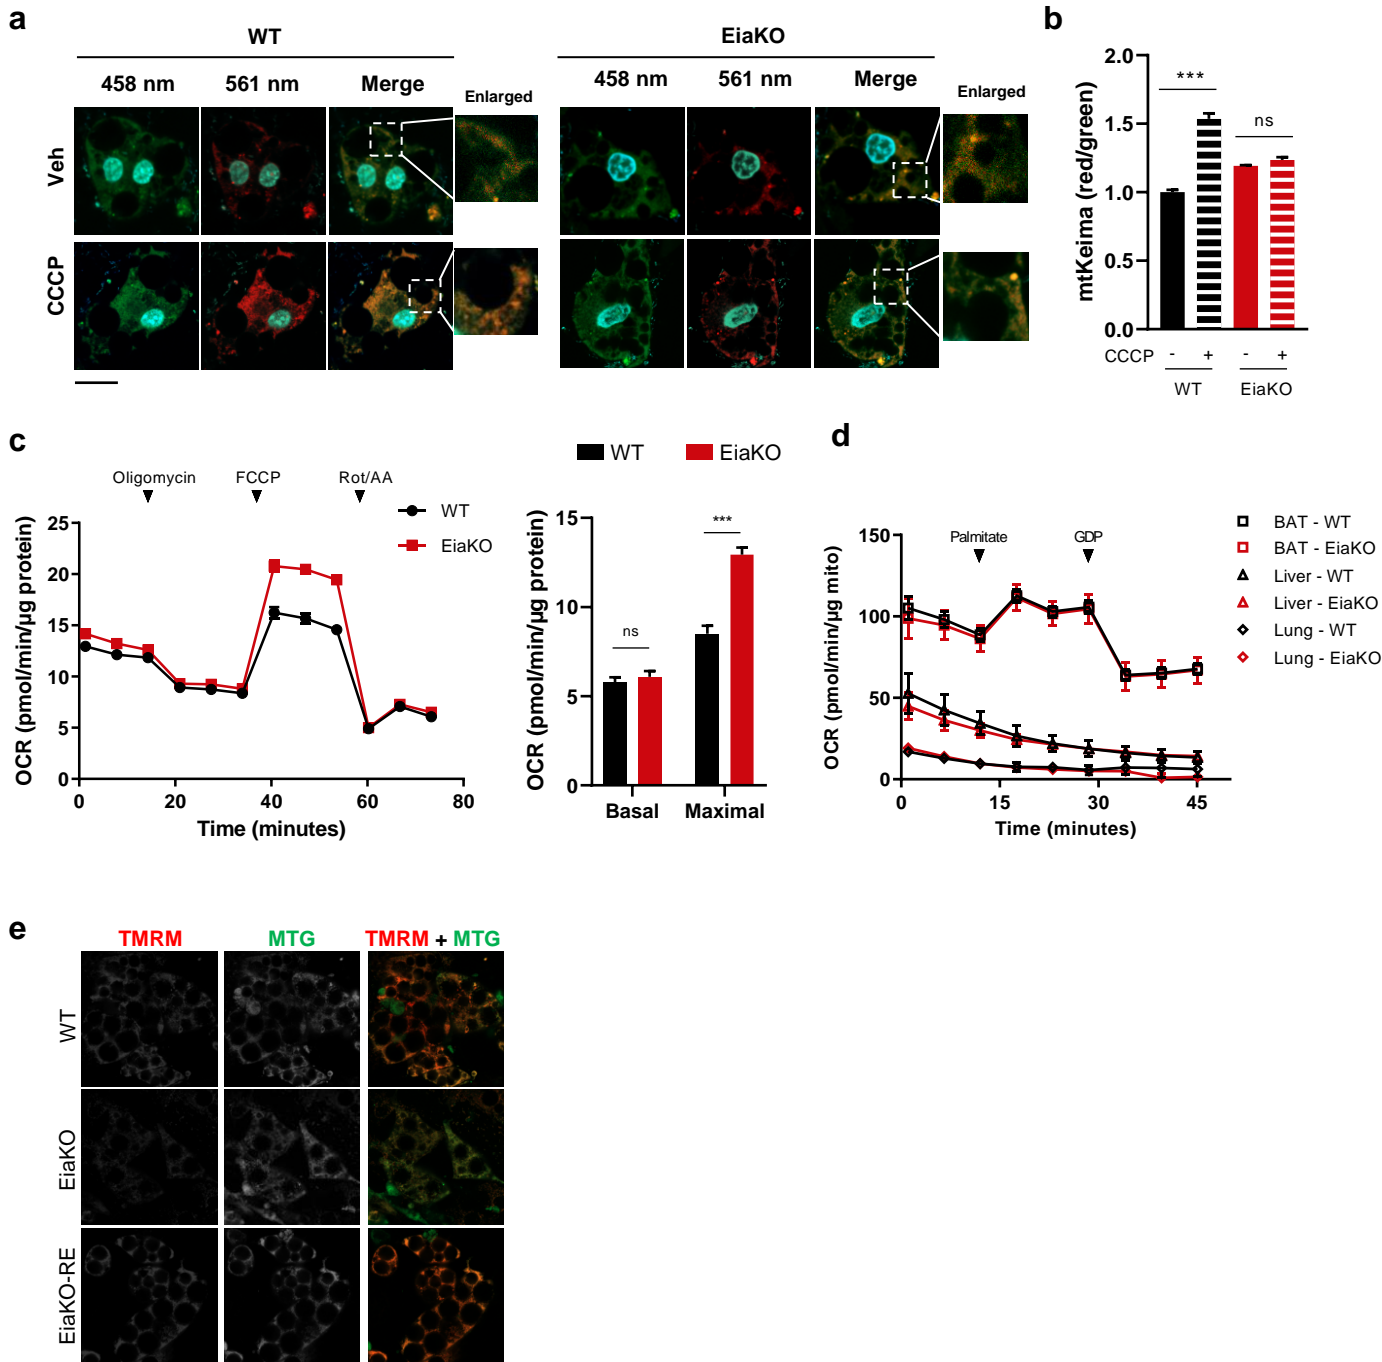 a
WT
458 nm 561 nm Merge
Enlarged
Veh
CCCP
EiaKO
458 nm 561 nm Merge
Enlarged
b
mtKeima (red/green)
2.0
1.5
1.0
0.5
0.0
***
ns
CCCP - + - +
WT EiaKO
c
Oligomycin FCCP Rot/AA
WT
EiaKO
OCR (pmol/min/µg protein)
25
20
15
10
5
0
0 20 40 60 80
Time (minutes)
WT EiaKO
OCR (pmol/min/µg protein)
15
10
5
0
ns
***
Basal Maximal
d
Palmitate GDP
OCR (pmol/min/µg mito)
150
100
50
0
0 15 30 45
Time (minutes)
BAT - WT
BAT - EiaKO
Liver - WT
Liver - EiaKO
Lung - WT
Lung - EiaKO
e
TMRM MTG TMRM + MTG
WT
EiaKO
EiaKO-RE